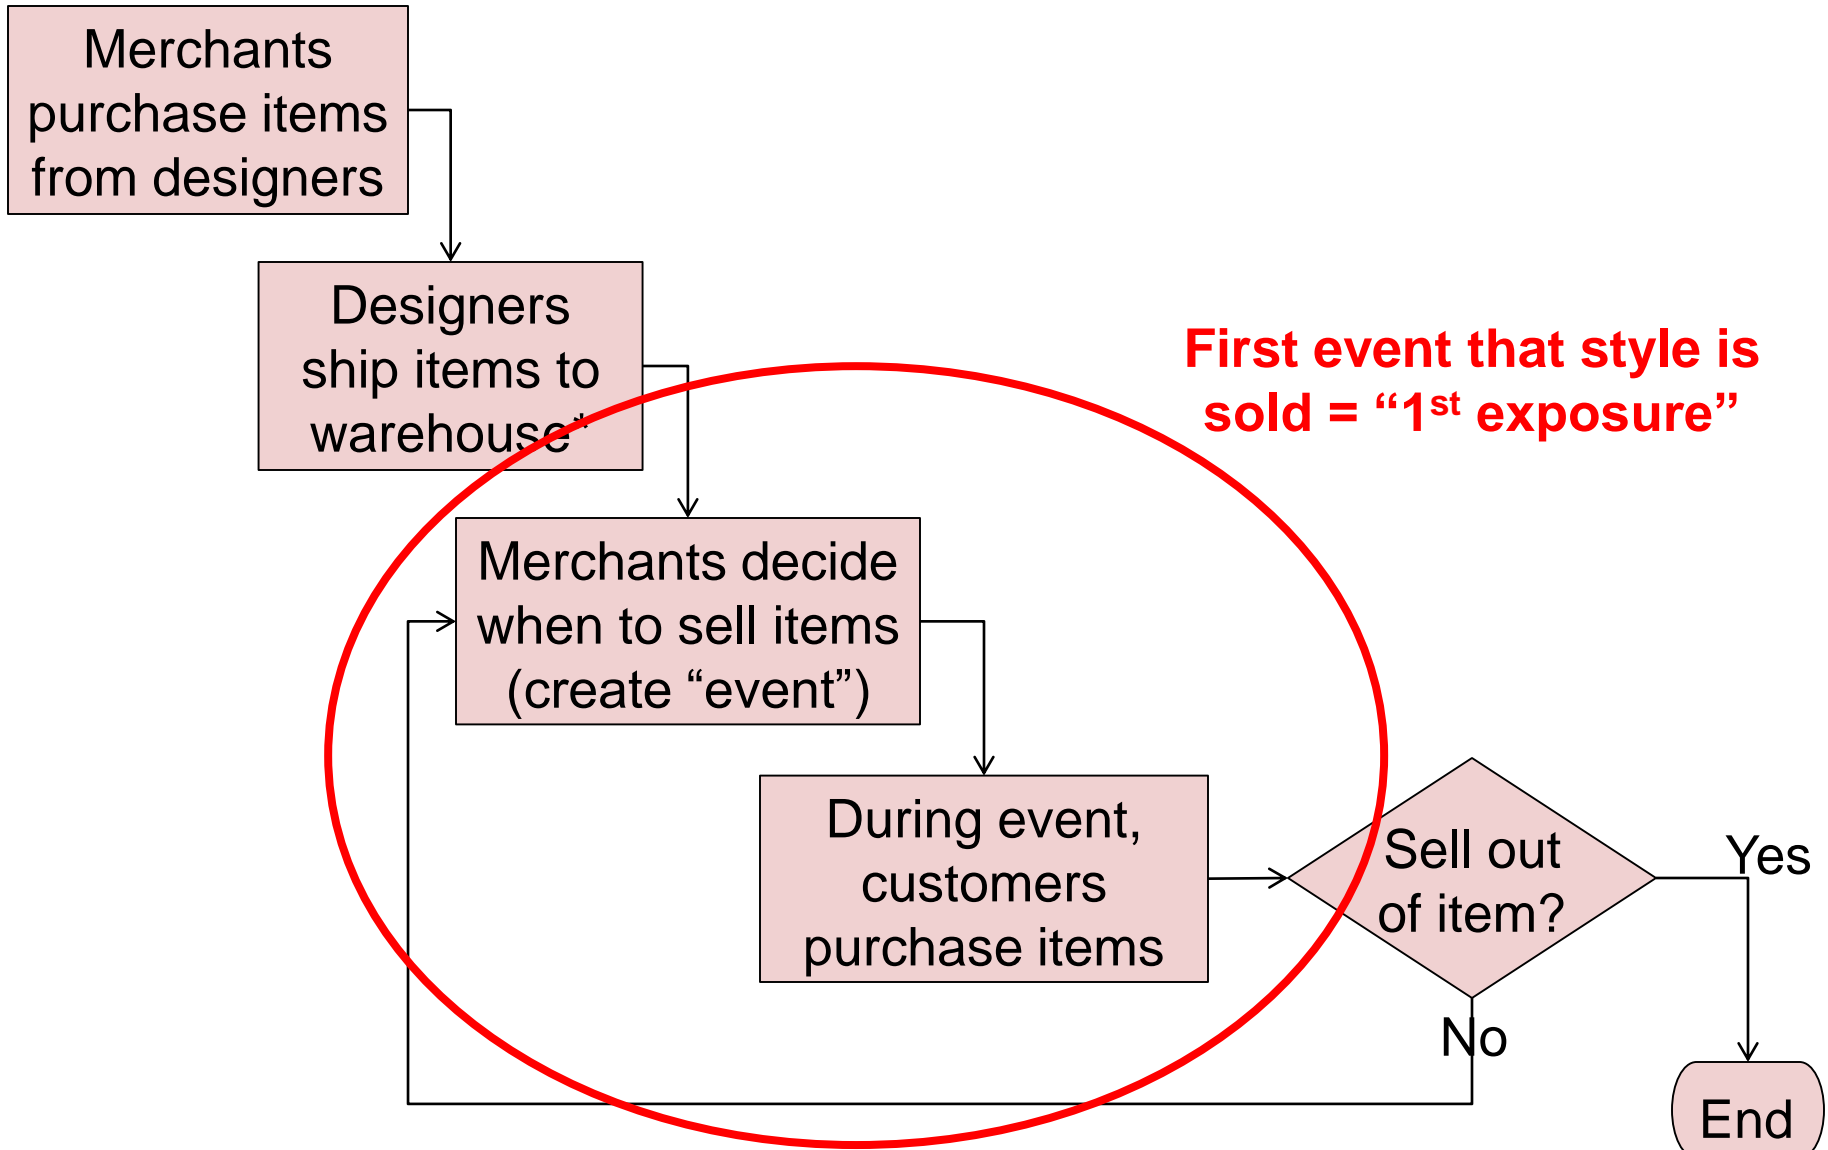 Merchants
purchase items
from designers
Designers
ship items to
warehouse*
First event that style is
sold = “1st exposure”
Merchants decide
when to sell items
(create “event”)
During event,
customers
purchase items
Sell out
of item?
Yes
No
End